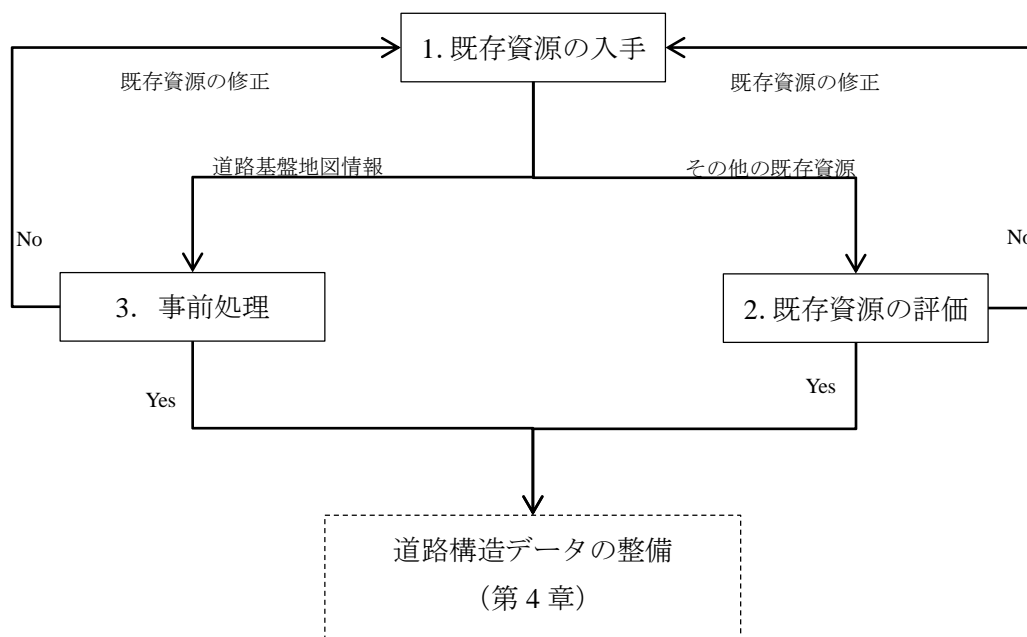 1. 既存資源の入手
既存資源の修正
既存資源の修正
道路基盤地図情報
その他の既存資源
No
No
3. 事前処理
2. 既存資源の評価
Yes
Yes
道路構造データの整備
（第 4 章）